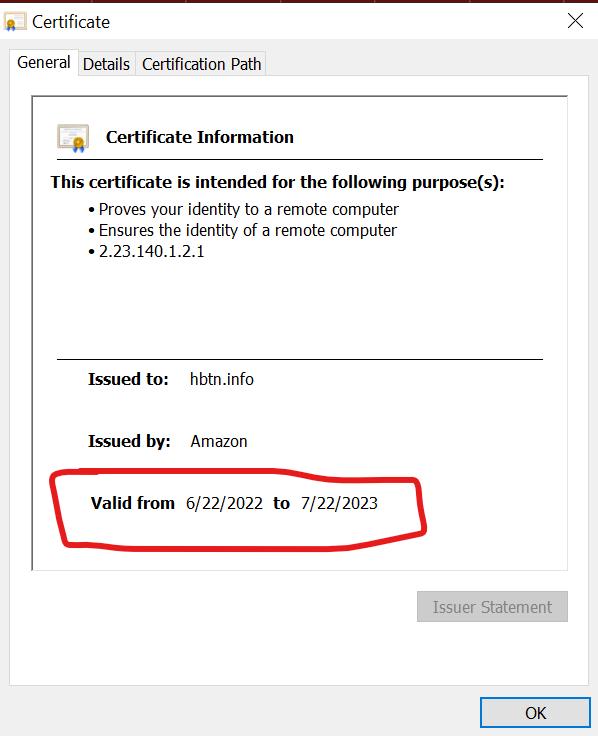 Certificate
General Details Certification Path
Certificate Information
This certificate is intended for the following purpose(s):
• Proves your identity to a remote computer
• Ensures the identity of a remote computer
• 2.23.140.1.2.1
Issued to: hbtn.info
Issued by: Amazon
Valid from 6/22/2022 to 7/22/2023
Issuer Statement
OK